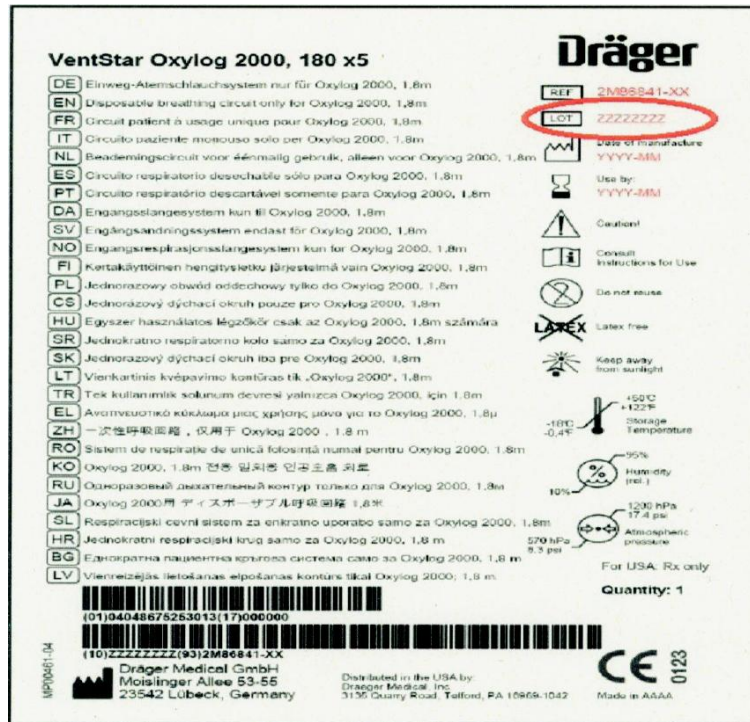 VentStar Oxylog 2000, 180 x5
Dräger
DE Einweg-Atemschlauchsystem nur für Oxylog 2000, 1,8m
EN Disposable breathing circuit only for Oxylog 2000, 1,8m
FR Circuit patient à usage unique pour Oxylog 2000, 1,8m
IT Circuito paziente monouso solo per Oxylog 2000, 1,8m
NL Beademingscircuit voor éénmalig gebruik, alleen voor Oxylog 2000, 1,8m
ES Circuito respiratorio desechable sólo para Oxylog 2000, 1,8m
PT Circuito respiratório descartável somente para Oxylog 2000, 1,8m
DA Engangsslangesystem kun til Oxylog 2000, 1,8m
SV Engångsandningssystem endast för Oxylog 2000, 1,8m
NO Engangsrespirasjonsslangesystem kun for Oxylog 2000, 1,8m
FI Kertakäyttöinen hengitysletku järjestelmä vain Oxylog 2000, 1,8m
PL Jednorazowy obwód oddechowy tylko do Oxylog 2000, 1,8m
CS Jednorázový dýchací okruh pouze pro Oxylog 2000, 1,8m
HU Egyszer használatos légzőkör csak az Oxylog 2000, 1,8m számára
SR Jednokratno respiratorno kolo samo za Oxylog 2000, 1,8m
SK Jednorazový dýchací okruh iba pre Oxylog 2000, 1,8m
LT Vienkartinis kvėpavimo kontūras tik „Oxylog 2000“, 1,8m
TR Tek kullanımlık solunum devresi yalnızca Oxylog 2000, için 1,8m
EL Αναπνευστικό κύκλωμα μιας χρήσης μόνο για το Oxylog 2000, 1,8μ
ZH 一次性呼吸回路，仅用于 Oxylog 2000 , 1.8 m
RO Sistem de respirație de unică folosință numai pentru Oxylog 2000, 1,8m
KO Oxylog 2000, 1.8m 전용 일회용 인공호흡 회로
RU Одноразовый дыхательный контур только для Oxylog 2000, 1,8м
JA Oxylog 2000用 ディスポーザブル呼吸回路 1,8米
SL Respiracijski cevni sistem za enkratno uporabo samo za Oxylog 2000, 1,8m
HR Jednokratni respiracijski krug samo za Oxylog 2000, 1,8 m
BG Еднократна пациентна кръгова система само за Oxylog 2000, 1,8 m
LV Vienreizējās lietošanas elpošanas kontūrs tikai Oxylog 2000; 1,8 m.
REF 2M86841-XX
LOT ZZZZZZZZ
Date of manufacture
YYYY-MM
Use by:
YYYY-MM
Caution!
Consult
Instructions for Use
Do not reuse
LATEX Latex free
Keep away
from sunlight
+50°C
+122°F
-18°C
-0,4°F
Storage
Temperature
95%
10%
Humidity
(rel.)
1200 hPa
17.4 psi
570 hPa
8.3 psi
Atmospheric
pressure
For USA: Rx only
Quantity: 1
(01)04048675253013(17)000000
(10)ZZZZZZZZ(93)2M86841-XX
MP00461-04
Dräger Medical GmbH
Moislinger Allee 53-55
23542 Lübeck, Germany
Distributed in the USA by:
Draeger Medical, Inc.
3135 Quarry Road, Telford, PA 18969-1042
CE 0123
Made in AAAA